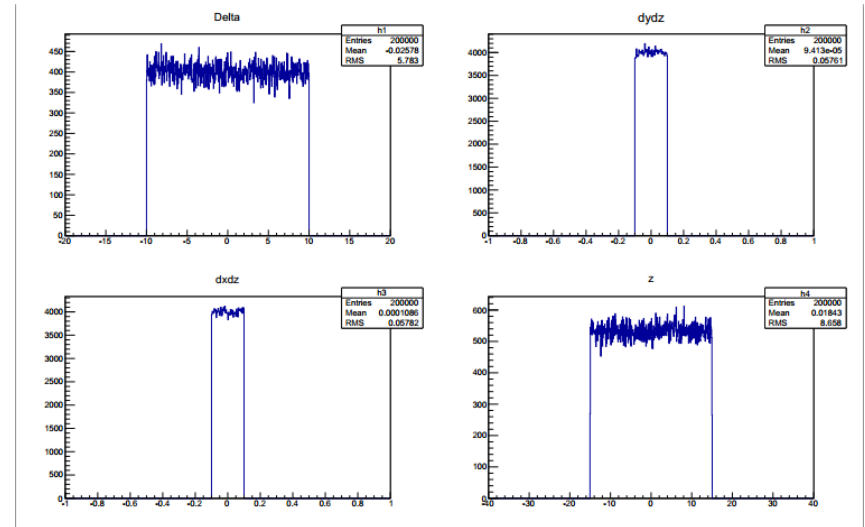 Delta
h1
Entries 200000
Mean -0.02578
RMS 5.783
450
400
350
300
250
200
150
100
50
0
-20 -15 -10 -5 0 5 10 15 20
dydz
h2
Entries 200000
Mean 9.413e-05
RMS 0.05761
4000
3500
3000
2500
2000
1500
1000
500
0
-1 -0.8 -0.6 -0.4 -0.2 0 0.2 0.4 0.6 0.8 1
dxdz
h3
Entries 200000
Mean 0.0001086
RMS 0.05782
4000
3500
3000
2500
2000
1500
1000
500
0
-1 -0.8 -0.6 -0.4 -0.2 0 0.2 0.4 0.6 0.8 1
z
h4
Entries 200000
Mean 0.01843
RMS 8.658
600
500
400
300
200
100
0
-40 -30 -20 -10 0 10 20 30 40